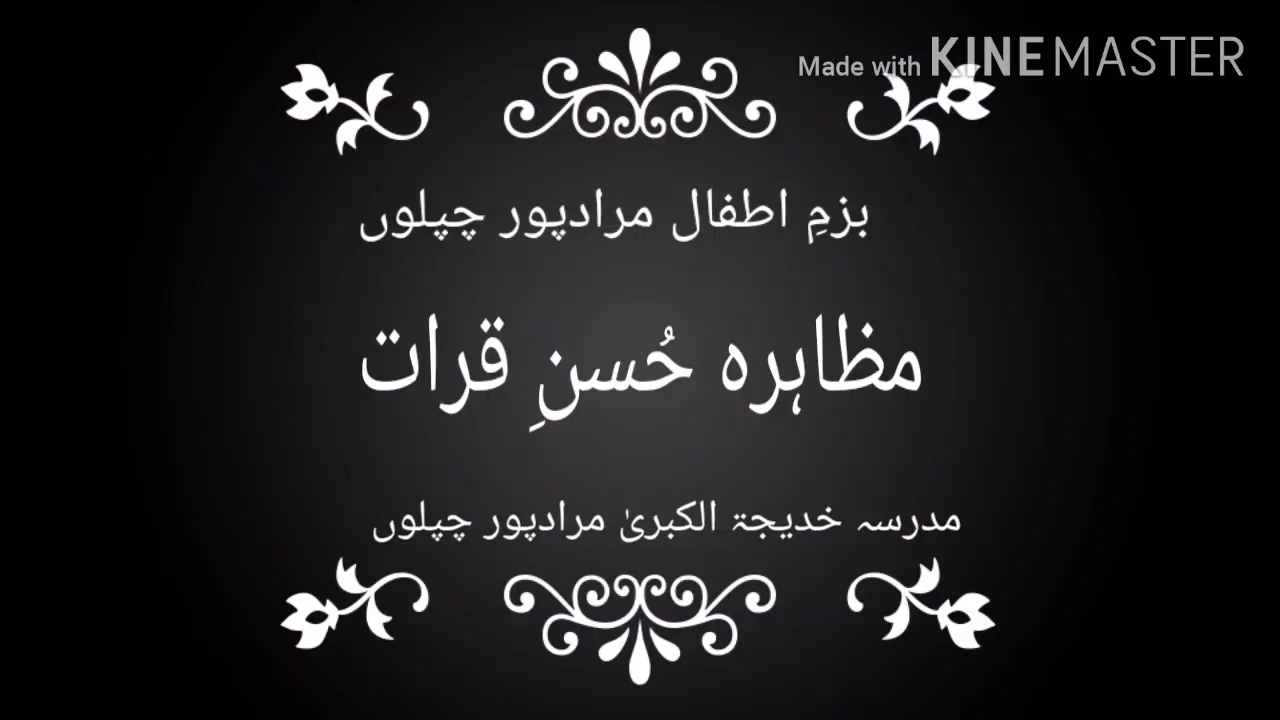 Made with KINEMASTER
بزمِ اطفال مرادپور چپلوں
مظاہرہ حُسنِ قرات
مدرسہ خدیجۃ الکبریٰ مرادپور چپلوں